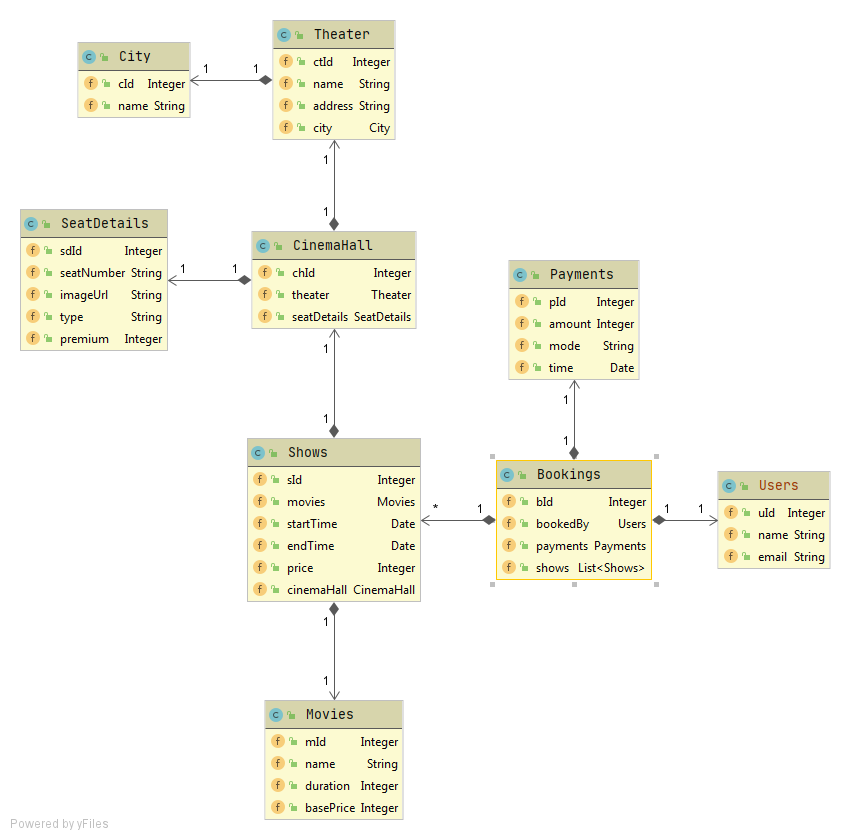 C Theater
f ctId Integer
f name String
f address String
f city City
C City
f cId Integer
f name String
1 1
1
1
C SeatDetails
f sdId Integer
f seatNumber String
f imageUrl String
f type String
f premium Integer
C CinemaHall
f chId Integer
f theater Theater
f seatDetails SeatDetails
1 1
1
1
C Payments
f pId Integer
f amount Integer
f mode String
f time Date
1
1
C Shows
f sId Integer
f movies Movies
f startTime Date
f endTime Date
f price Integer
f cinemaHall CinemaHall
* 1
C Bookings
f bId Integer
f bookedBy Users
f payments Payments
f shows List<Shows>
1 1
C Users
f uId Integer
f name String
f email String
1
1
C Movies
f mId Integer
f name String
f duration Integer
f basePrice Integer
Powered by yFiles